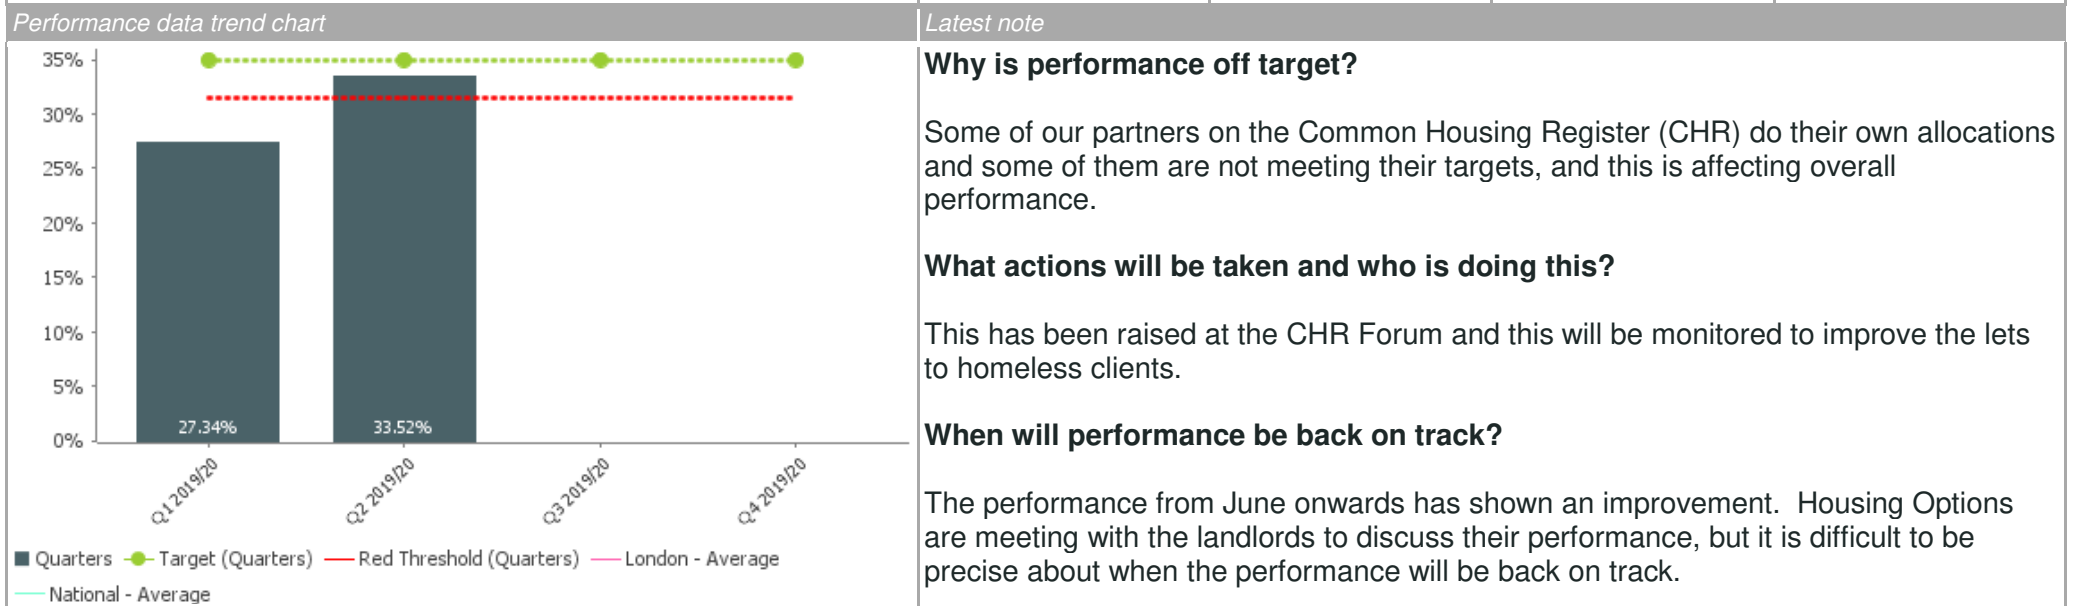 Performance data trend chart
Latest note
35%
30%
25%
20%
15%
10%
5%
0%
27.34%
33.52%
Q1 2019/20
Q2 2019/20
Q3 2019/20
Q4 2019/20
Quarters
Target (Quarters)
Red Threshold (Quarters)
London - Average
National - Average
Why is performance off target?
Some of our partners on the Common Housing Register (CHR) do their own allocations
and some of them are not meeting their targets, and this is affecting overall
performance.
What actions will be taken and who is doing this?
This has been raised at the CHR Forum and this will be monitored to improve the lets
to homeless clients.
When will performance be back on track?
The performance from June onwards has shown an improvement.  Housing Options
are meeting with the landlords to discuss their performance, but it is difficult to be
precise about when the performance will be back on track.